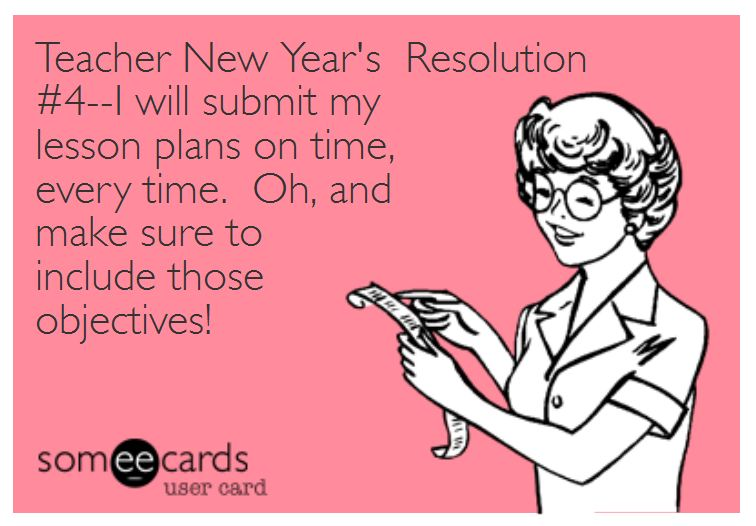 Teacher New Year's Resolution
#4--I will submit my
lesson plans on time,
every time. Oh, and
make sure to
include those
objectives!
someecards
user card